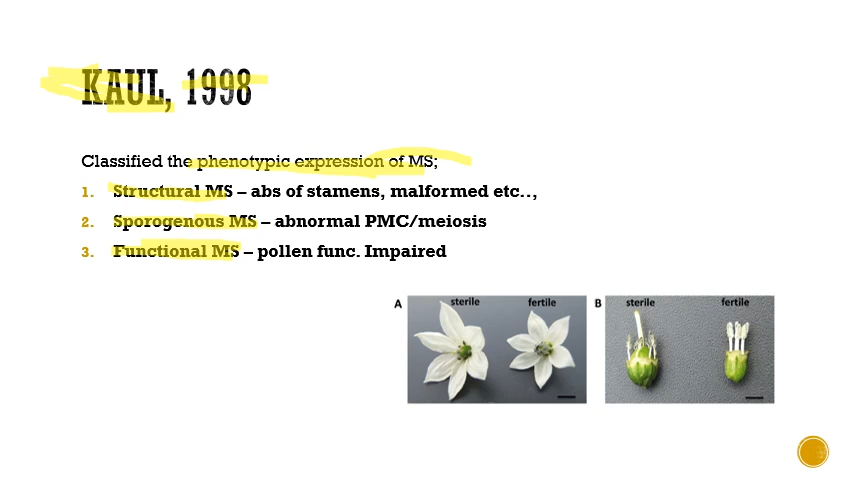 KAUL, 1998
Classified the phenotypic expression of MS;
1. Structural MS – abs of stamens, malformed etc..,
2. Sporogenous MS – abnormal PMC/meiosis
3. Functional MS – pollen func. Impaired
A sterile fertile B sterile fertile